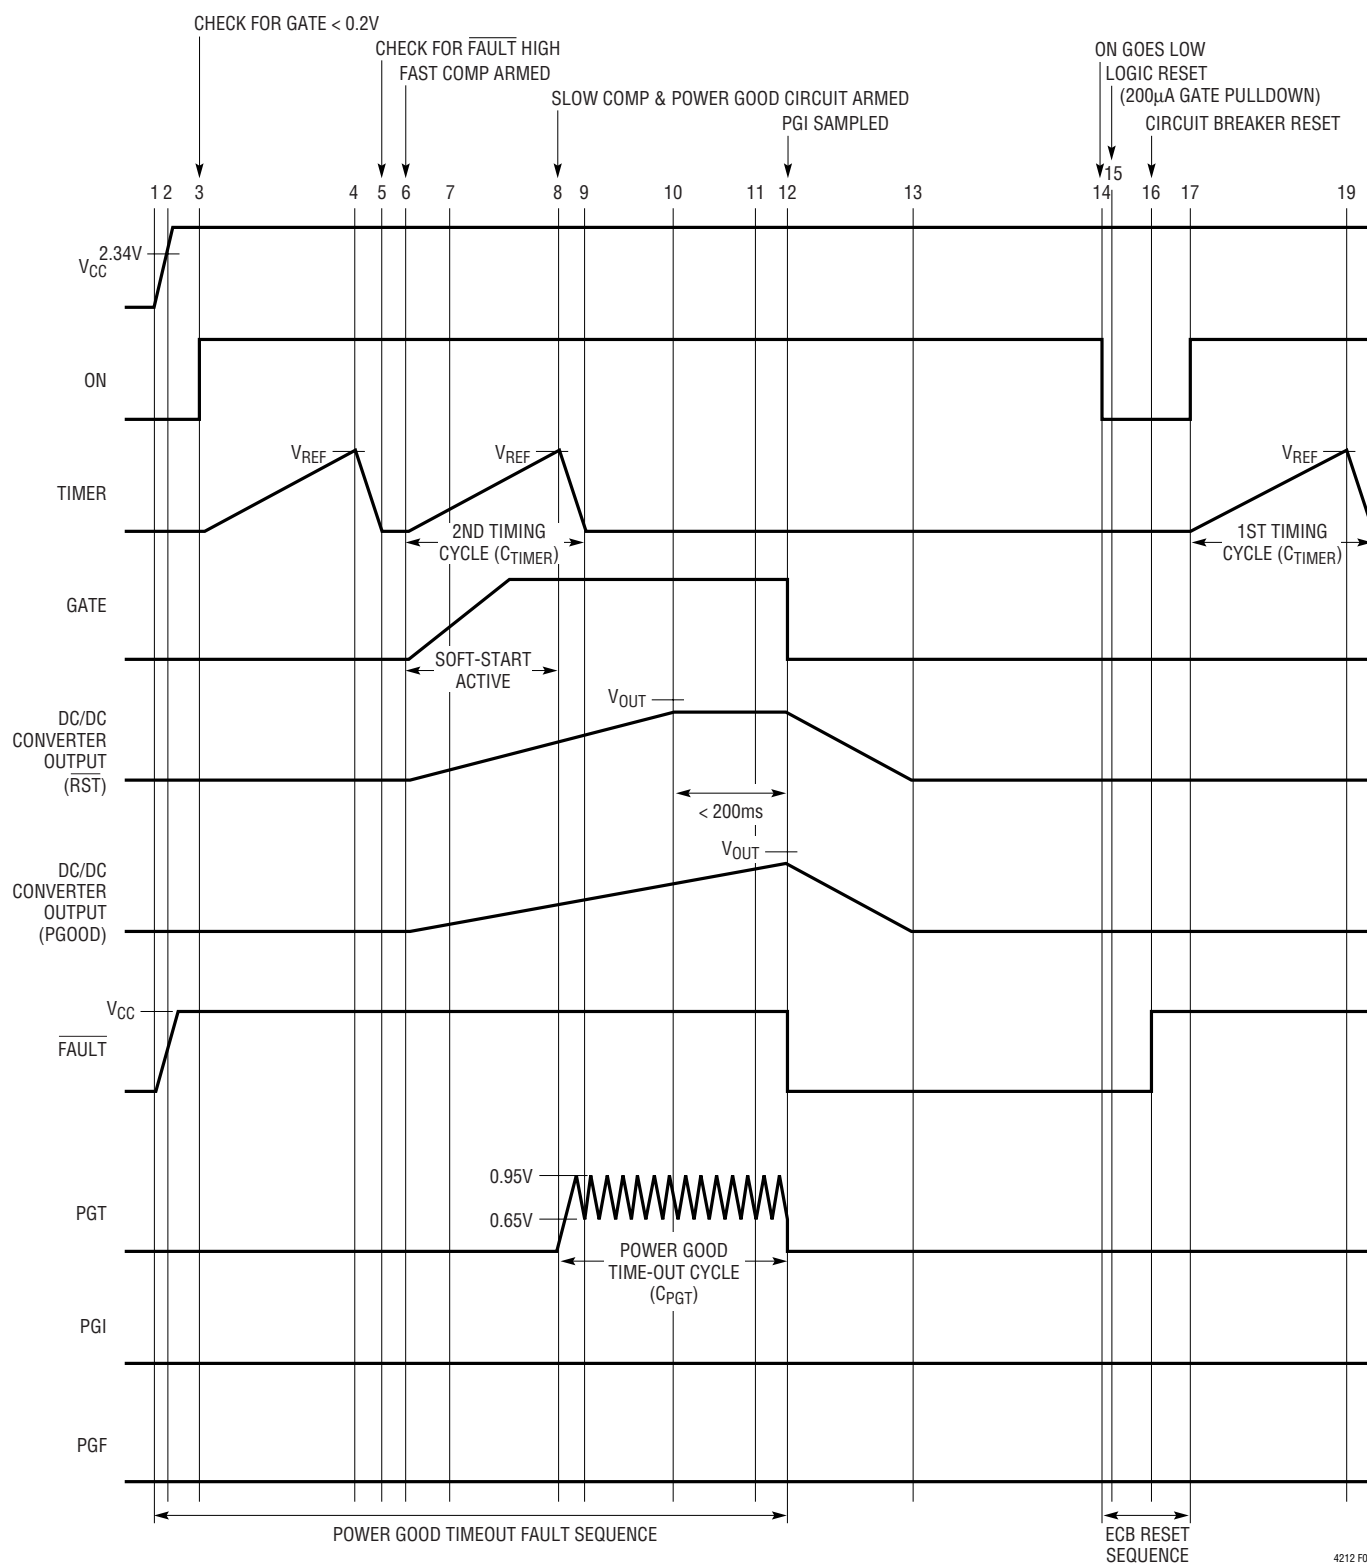 CHECK FOR GATE < 0.2V
CHECK FOR FAULT HIGH
FAST COMP ARMED
SLOW COMP & POWER GOOD CIRCUIT ARMED
PGI SAMPLED
ON GOES LOW
LOGIC RESET
(200µA GATE PULLDOWN)
CIRCUIT BREAKER RESET
1 2 3 4 5 6 7 8 9 10 11 12 13 14 15 16 17 19
2.34V
VCC
ON
VREF
VREF
VREF
TIMER
2ND TIMING
CYCLE (CTIMER)
1ST TIMING
CYCLE (CTIMER)
GATE
SOFT-START
ACTIVE
VOUT
DC/DC
CONVERTER
OUTPUT
(RST)
< 200ms
VOUT
DC/DC
CONVERTER
OUTPUT
(PGOOD)
VCC
FAULT
0.95V
PGT
0.65V
POWER GOOD
TIME-OUT CYCLE
(CPGT)
PGI
PGF
POWER GOOD TIMEOUT FAULT SEQUENCE
ECB RESET
SEQUENCE
4212 F0